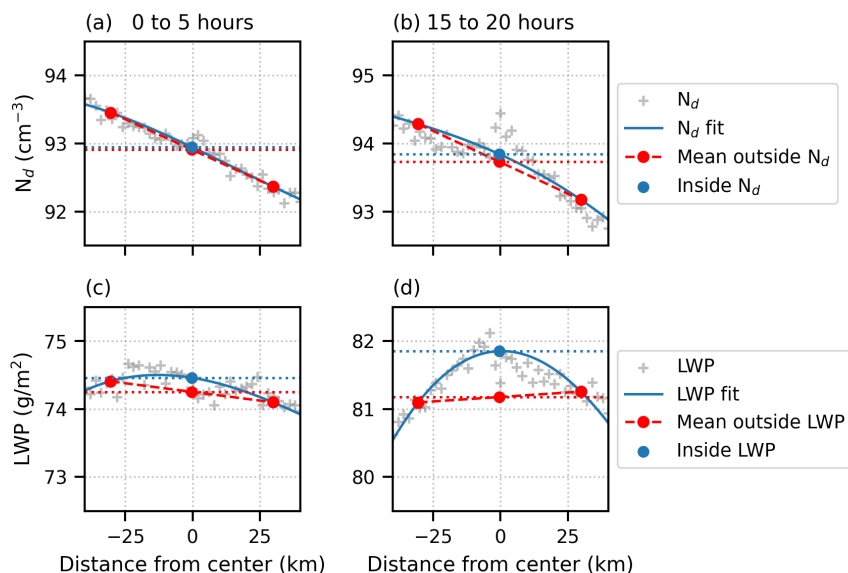 (a) 0 to 5 hours
(b) 15 to 20 hours
94
93
92
N_d (cm⁻³)
95
94
93
N_d
N_d fit
Mean outside N_d
Inside N_d
(c)
(d)
75
74
73
LWP (g/m²)
82
81
80
LWP
LWP fit
Mean outside LWP
Inside LWP
−25 0 25
−25 0 25
Distance from center (km)
Distance from center (km)